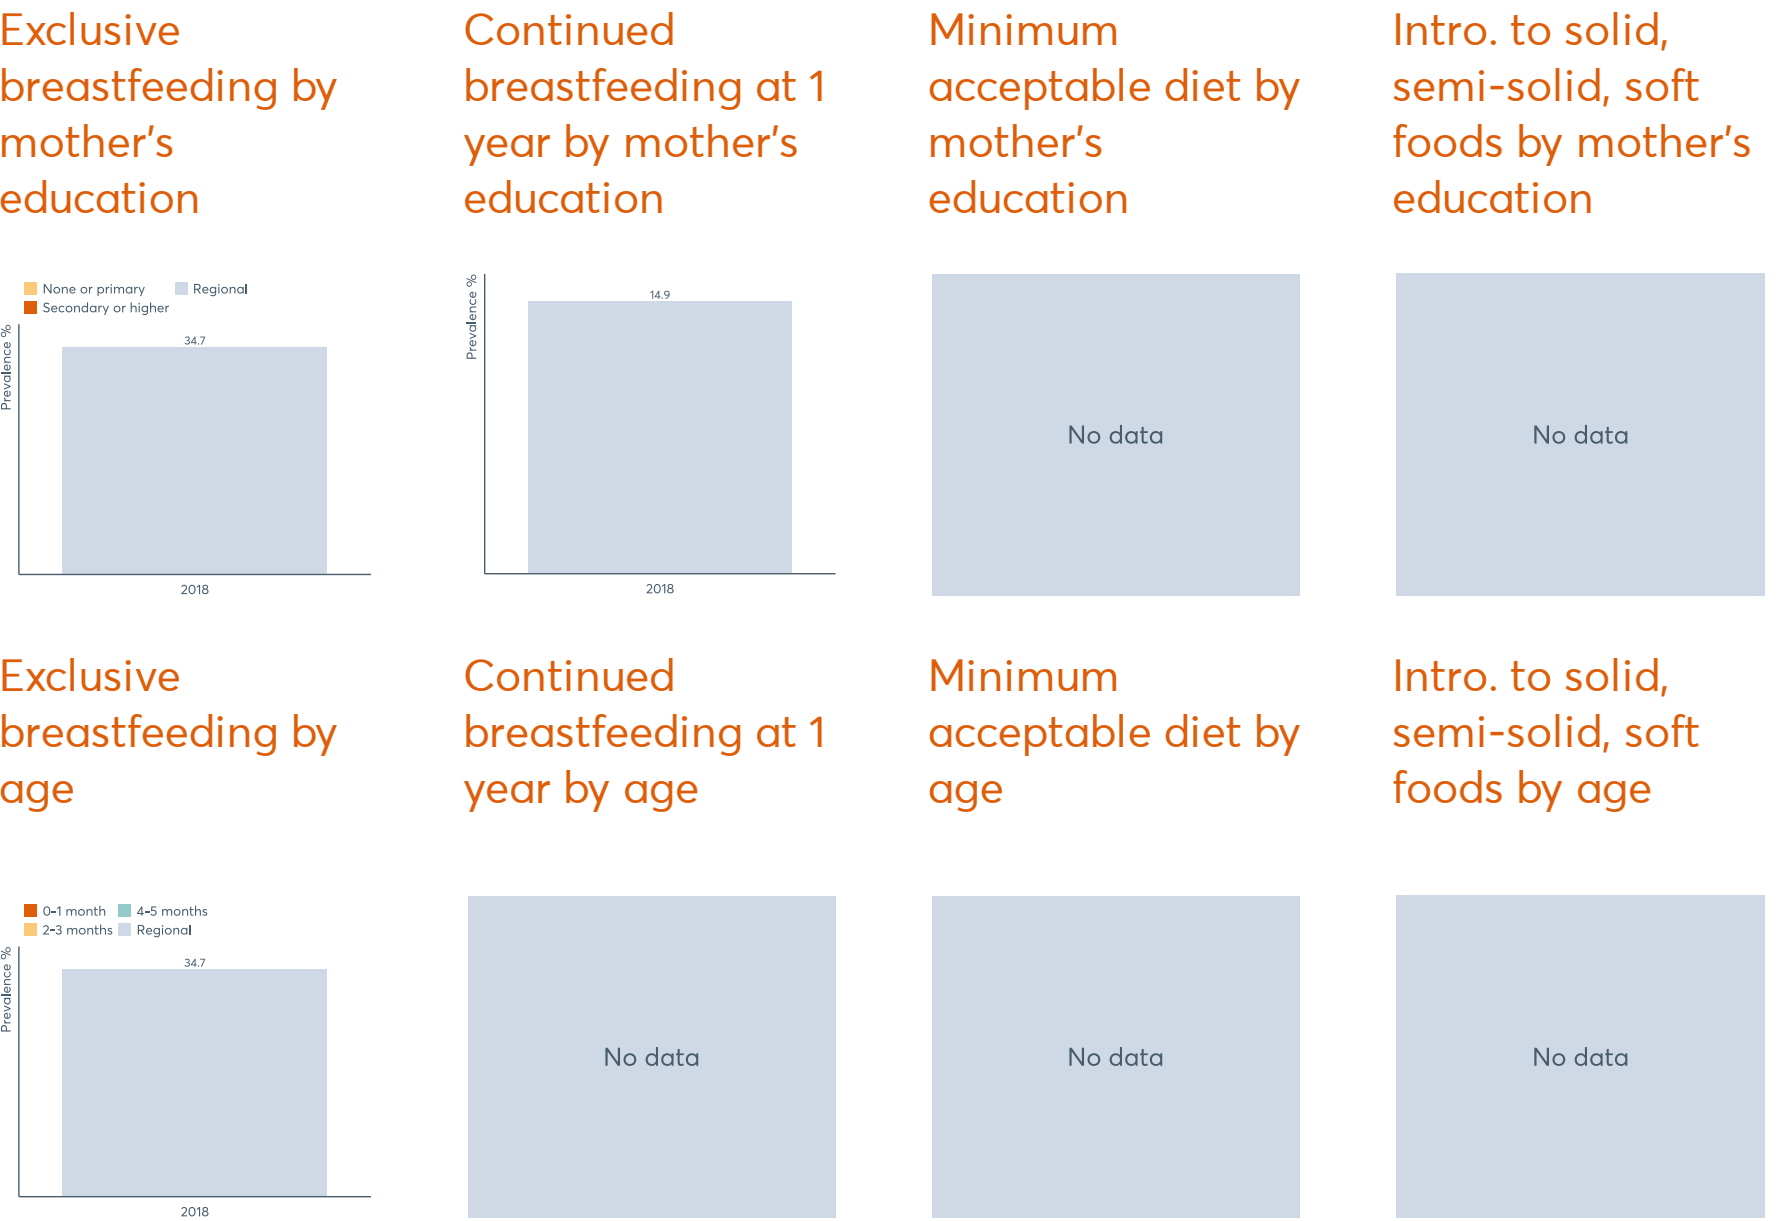 Exclusive
breastfeeding by
mother's
education
Continued
breastfeeding at 1
year by mother's
education
Minimum
acceptable diet by
mother's
education
Intro. to solid,
semi-solid, soft
foods by mother's
education
None or primary
Regional
Secondary or higher
Prevalence %
34.7
2018
Prevalence %
14.9
2018
No data
No data
Exclusive
breastfeeding by
age
Continued
breastfeeding at 1
year by age
Minimum
acceptable diet by
age
Intro. to solid,
semi-solid, soft
foods by age
0-1 month
4-5 months
2-3 months
Regional
Prevalence %
34.7
2018
No data
No data
No data